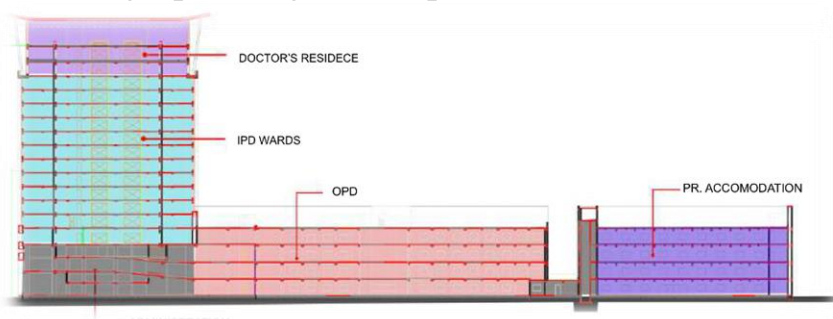 DOCTOR'S RESIDECE
IPD WARDS
OPD
PR. ACCOMODATION